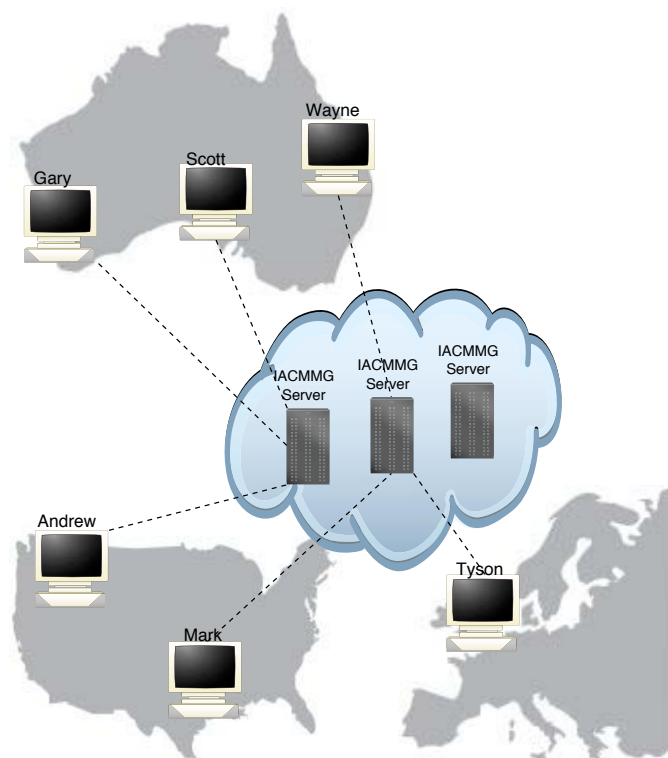 Wayne
Scott
Gary
IACMMG
Server
IACMMG
Server
IACMMG
Server
Andrew
Tyson
Mark